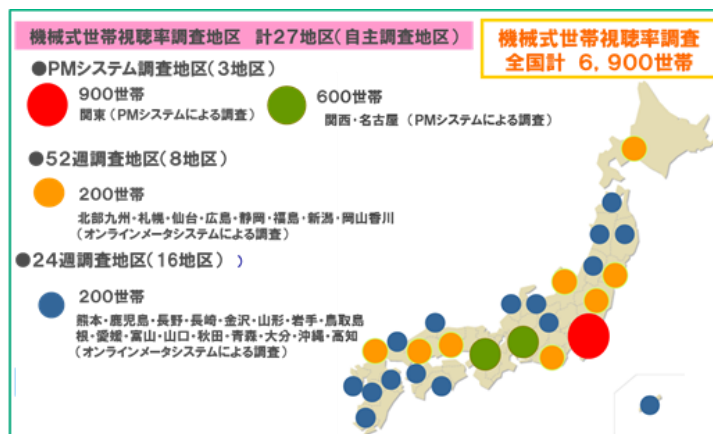 機械式世帯視聴率調査地区 計27地区(自主調査地区)
機械式世帯視聴率調査
全国計 6,900世帯
●PMシステム調査地区(3地区)
900世帯
関東(PMシステムによる調査)
600世帯
関西・名古屋 (PMシステムによる調査)
●52週調査地区(8地区)
200世帯
北部九州・札幌・仙台・広島・静岡・福島・新潟・岡山香川
(オンラインメータシステムによる調査)
●24週調査地区(16地区) )
200世帯
熊本・鹿児島・長野・長崎・金沢・山形・岩手・鳥取島
根・愛媛・富山・山口・秋田・青森・大分・沖縄・高知
(オンラインメータシステムによる調査)